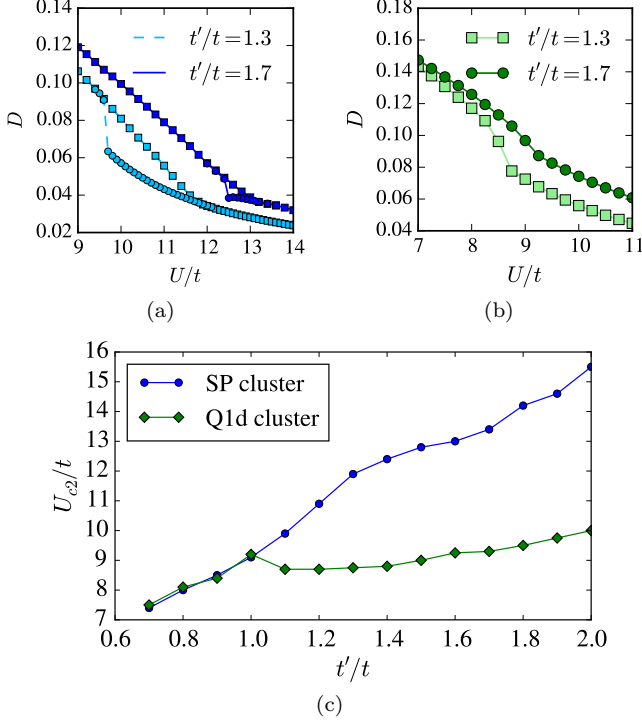 0.14
0.12
0.10
0.08
0.06
0.04
0.02
D
t′/t=1.3
t′/t=1.7
9 10 11 12 13 14
U/t
(a)
0.18
0.16
0.14
0.12
0.10
0.08
0.06
0.04
D
t′/t=1.3
t′/t=1.7
7 8 9 10 11
U/t
(b)
16
15
14
13
12
11
10
9
8
7
U_{c2}/t
SP cluster
Q1d cluster
0.6 0.8 1.0 1.2 1.4 1.6 1.8 2.0
t′/t
(c)